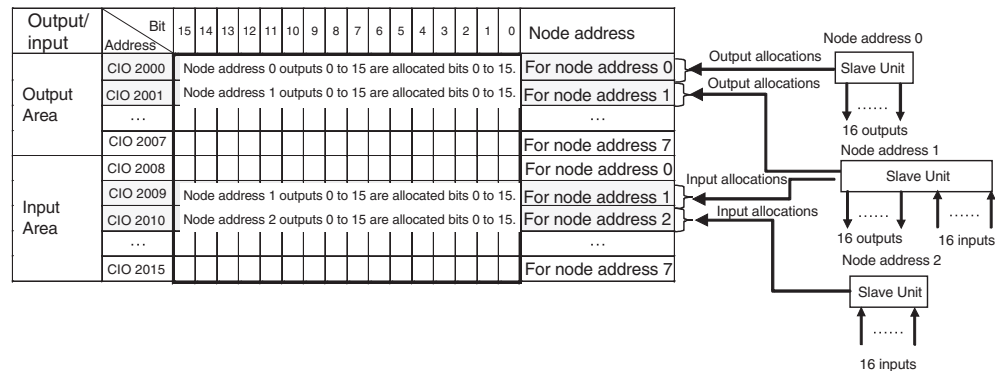 Output/ input Bit Address 15 14 13 12 11 10 9 8 7 6 5 4 3 2 1 0 Node address
Output Area
CIO 2000 Node address 0 outputs 0 to 15 are allocated bits 0 to 15. For node address 0
CIO 2001 Node address 1 outputs 0 to 15 are allocated bits 0 to 15. For node address 1
... ...
CIO 2007 For node address 7
Input Area
CIO 2008 For node address 0
CIO 2009 Node address 1 outputs 0 to 15 are allocated bits 0 to 15. For node address 1
CIO 2010 Node address 2 outputs 0 to 15 are allocated bits 0 to 15. For node address 2
... ...
CIO 2015 For node address 7
Output allocations
Output allocations
Input allocations
Input allocations
Node address 0
Slave Unit
......
16 outputs
Node address 1
Slave Unit
...... ......
16 outputs 16 inputs
Node address 2
Slave Unit
......
16 inputs